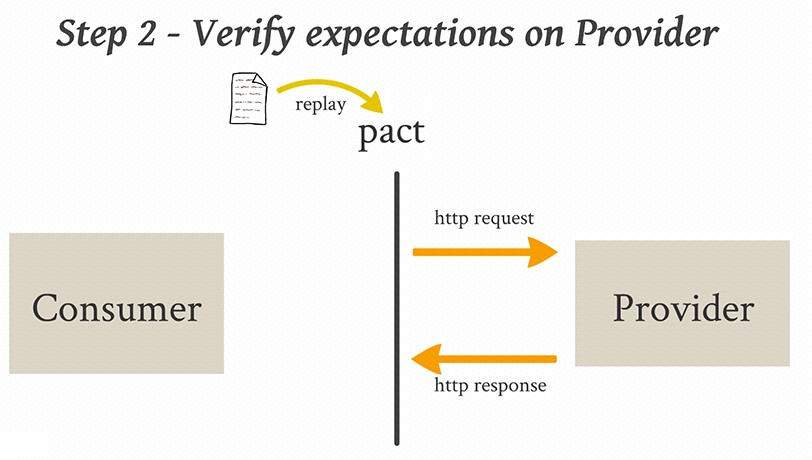 Step 2 - Verify expectations on Provider
replay
pact
http request
Consumer
Provider
http response